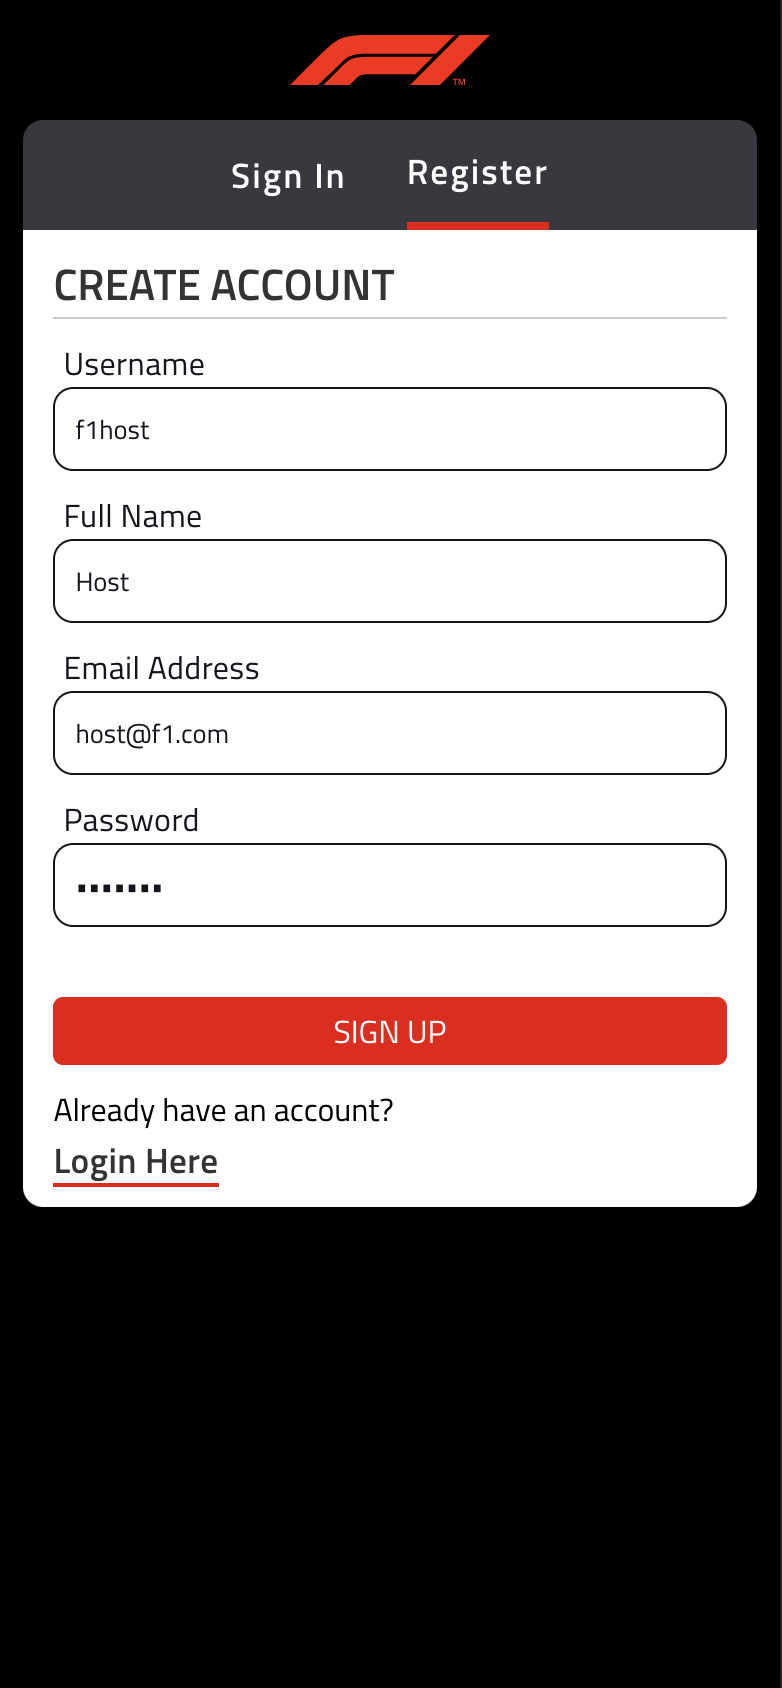 F1
TM
Sign In Register
CREATE ACCOUNT
Username
f1host
Full Name
Host
Email Address
host@f1.com
Password
.......
SIGN UP
Already have an account?
Login Here